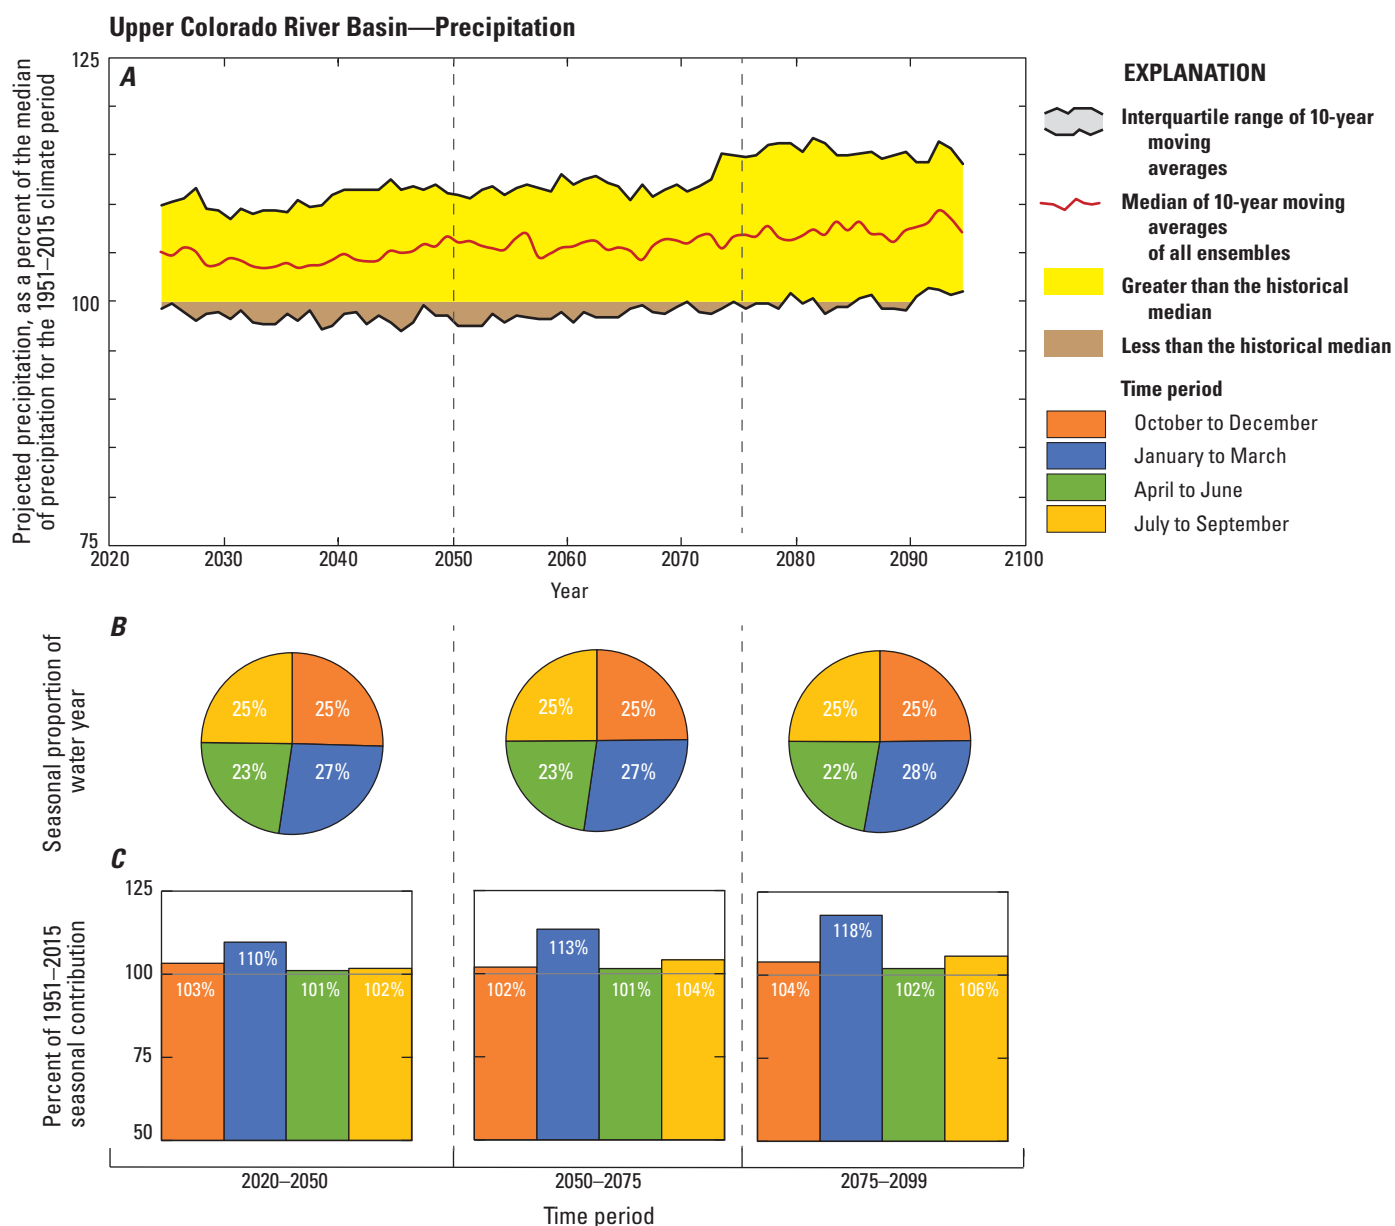 Upper Colorado River Basin—Precipitation
A
Projected precipitation, as a percent of the median
of precipitation for the 1951–2015 climate period
125
100
75
2020
2030
2040
2050
2060
2070
2080
2090
2100
Year
EXPLANATION
Interquartile range of 10-year
moving
averages
Median of 10-year moving
averages
of all ensembles
Greater than the historical
median
Less than the historical median
Time period
October to December
January to March
April to June
July to September
B
Seasonal proportion of
water year
25%
25%
23%
27%
25%
25%
23%
27%
25%
25%
22%
28%
C
Percent of 1951–2015
seasonal contribution
125
100
75
50
103%
110%
101%
102%
102%
113%
101%
104%
104%
118%
102%
106%
2020–2050
2050–2075
2075–2099
Time period